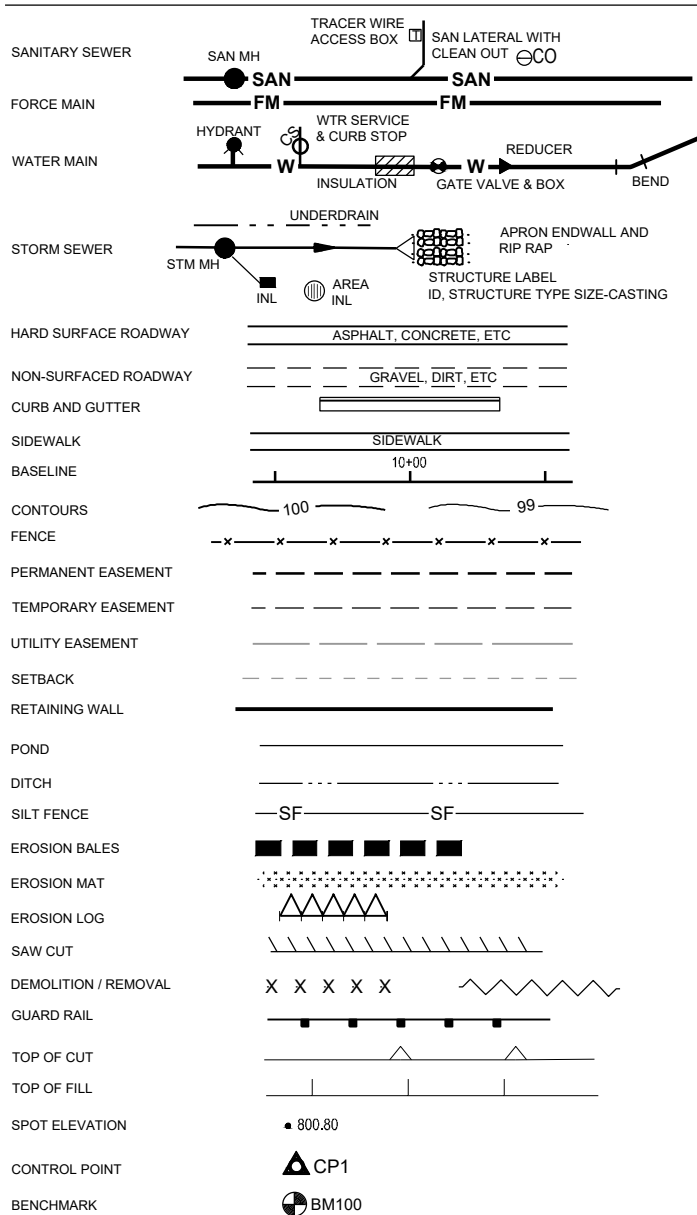 TRACER WIRE
ACCESS BOX
T
SAN LATERAL WITH
CLEAN OUT
CO
SANITARY SEWER
SAN MH
SAN SAN
FORCE MAIN
FM FM
HYDRANT
CS
WTR SERVICE
& CURB STOP
REDUCER
WATER MAIN
W W
INSULATION
GATE VALVE & BOX
BEND
UNDERDRAIN
STORM SEWER
STM MH
APRON ENDWALL AND
RIP RAP
INL
AREA
INL
STRUCTURE LABEL
ID, STRUCTURE TYPE SIZE-CASTING
HARD SURFACE ROADWAY
ASPHALT, CONCRETE, ETC
NON-SURFACED ROADWAY
GRAVEL, DIRT, ETC
CURB AND GUTTER
SIDEWALK
SIDEWALK
BASELINE
10+00
CONTOURS
100 99
FENCE
x x x x x x x
PERMANENT EASEMENT
TEMPORARY EASEMENT
UTILITY EASEMENT
SETBACK
RETAINING WALL
POND
DITCH
SILT FENCE
SF SF
EROSION BALES
EROSION MAT
EROSION LOG
SAW CUT
DEMOLITION / REMOVAL
X X X X X
GUARD RAIL
TOP OF CUT
TOP OF FILL
SPOT ELEVATION
800.80
CONTROL POINT
CP1
BENCHMARK
BM100